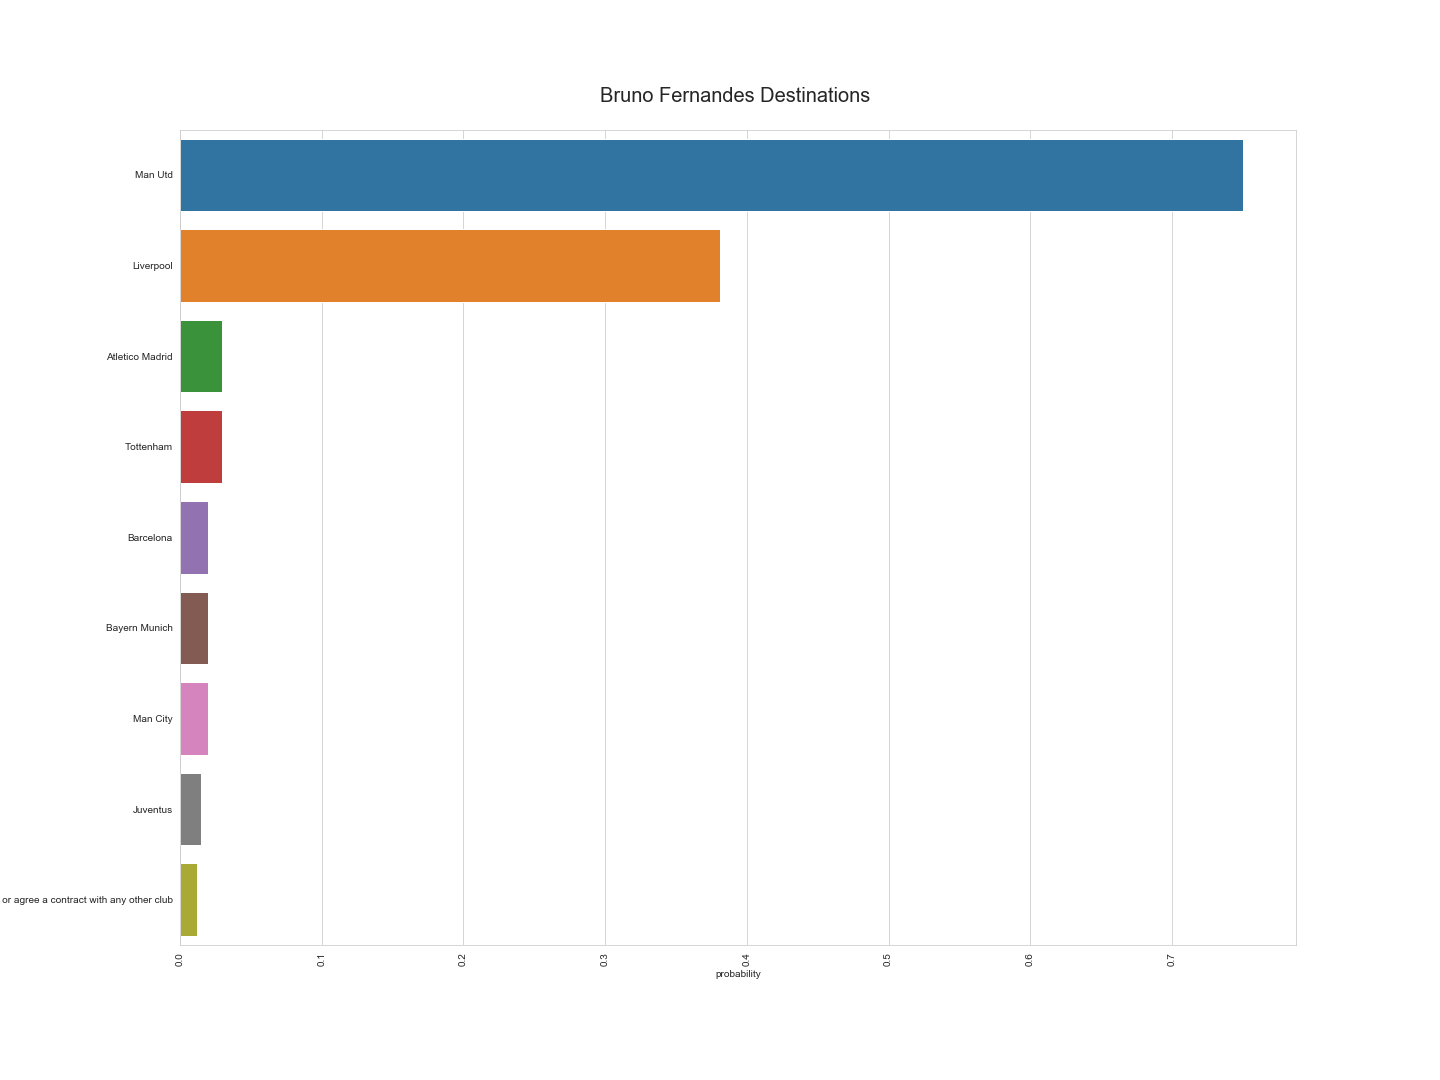 Bruno Fernandes Destinations
Man Utd
Liverpool
Atletico Madrid
Tottenham
Barcelona
Bayern Munich
Man City
Juventus
or agree a contract with any other club
0.0
0.1
0.2
0.3
0.4
0.5
0.6
0.7
probability